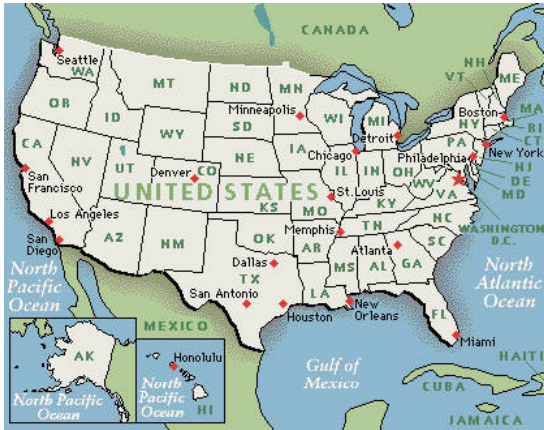 CANADA
Seattle
WA
MT
ND
MN
NH
VT
ME
OR
ID
Minneapolis
WI
MI
Boston
MA
SD
NY
RI
CT
WY
Detroit
CA
IA
Chicago
PA
New York
NV
NE
Philadelphia
UT
Denver
CO
IL
IN
OH
NJ
San
Francisco
UNITED STATES
WV
DE
VA
MD
KS
St.Louis
MO
KY
WASHINGTON
D.C.
Los Angeles
Memphis
TN
NC
OK
AR
San
Diego
AZ
NM
Atlanta
SC
Dallas
MS
AL
GA
North
Pacific
Ocean
TX
North
Atlantic
Ocean
San Antonio
LA
Houston
New
Orleans
FL
MEXICO
Miami
AK
Honolulu
Gulf of
Mexico
HAITI
North Pacific
Ocean
North
Pacific
Ocean
HI
CUBA
JAMAICA